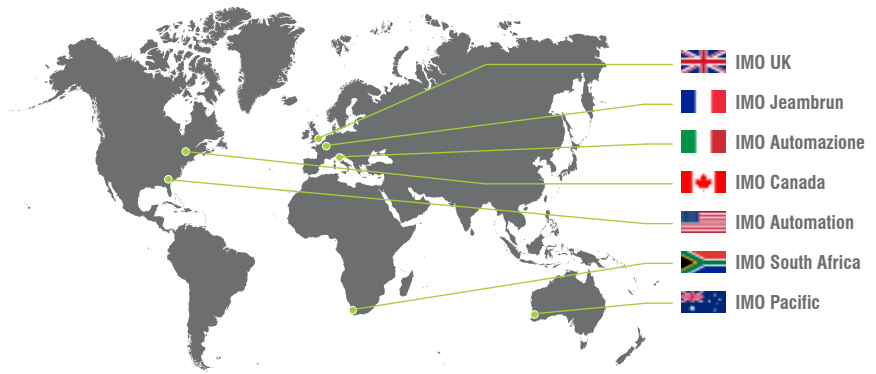 IMO UK
IMO Jeambrun
IMO Automazione
IMO Canada
IMO Automation
IMO South Africa
IMO Pacific